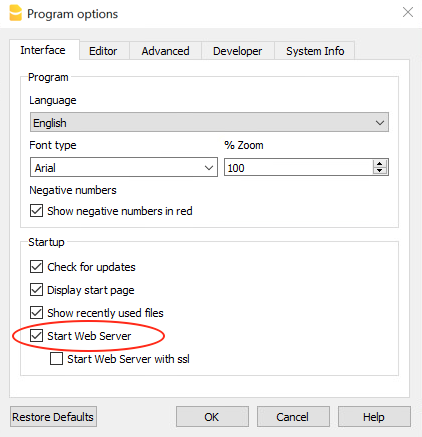 Program options
Interface Editor Advanced Developer System Info
Program
Language
English
Font type % Zoom
Arial 100
Negative numbers
Show negative numbers in red
Startup
Check for updates
Display start page
Show recently used files
Start Web Server
Start Web Server with ssl
Restore Defaults OK Cancel Help